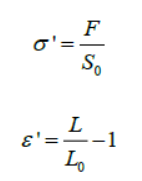 σ' = F / S₀
ε' = L / L₀ − 1